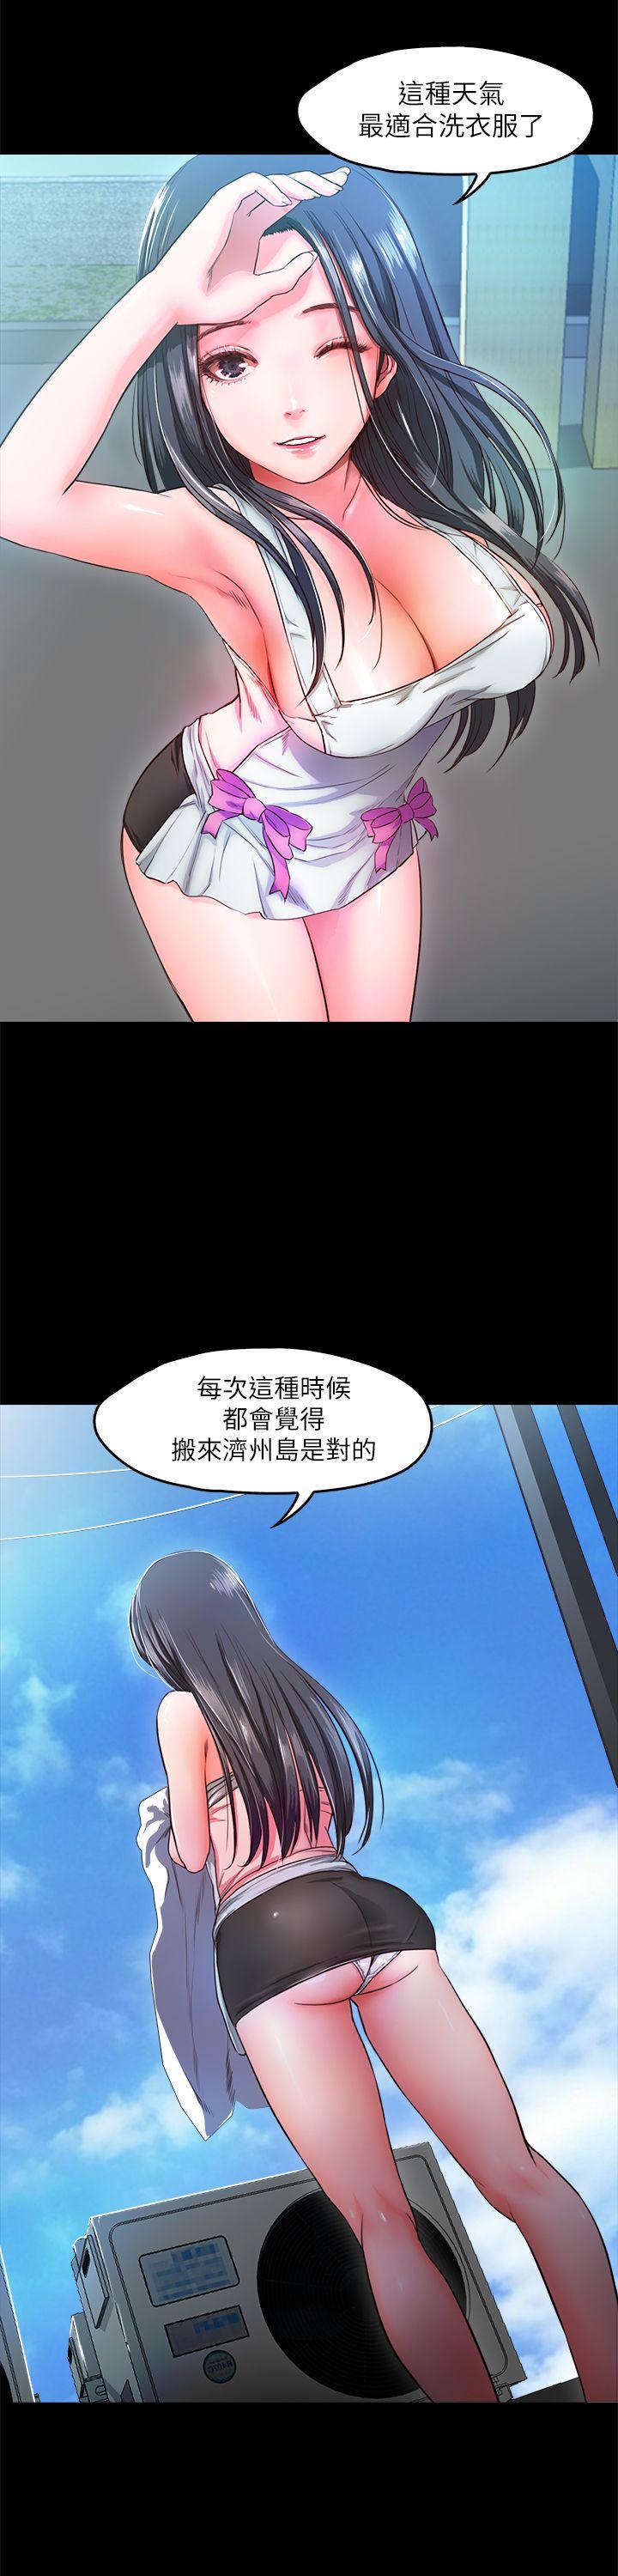 這種天氣
最適合洗衣服了
每次這種時候
都會覺得
搬來濟州島是對的